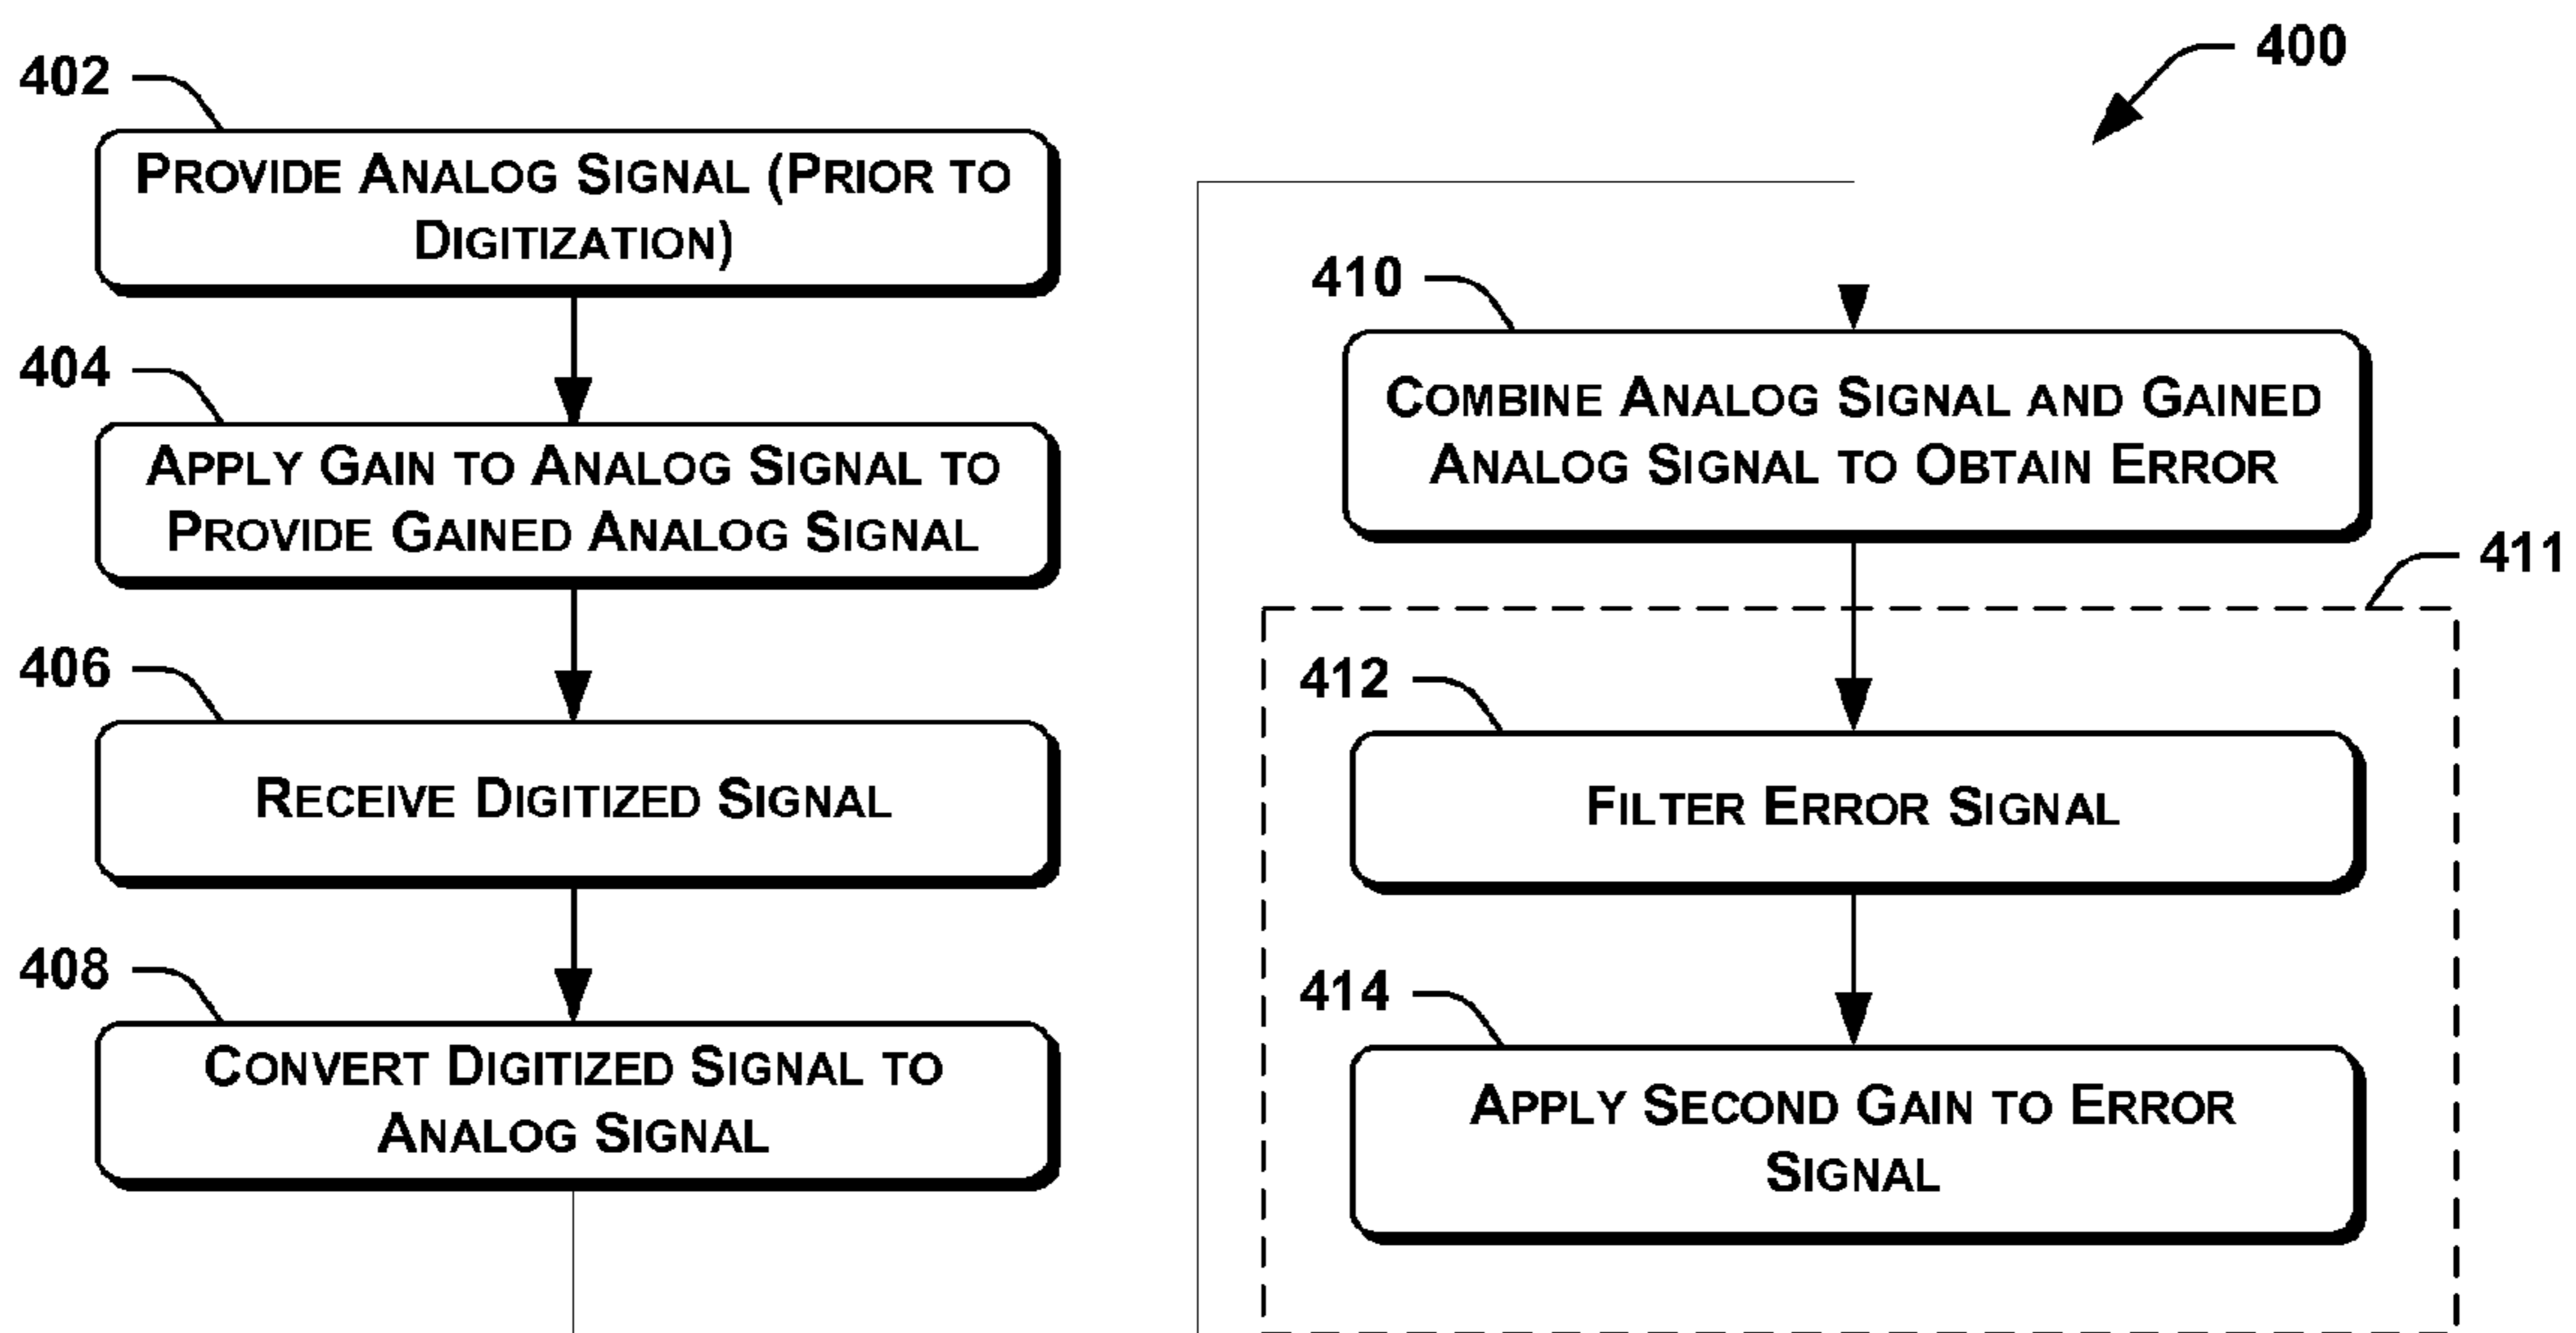 400
402
PROVIDE ANALOG SIGNAL (PRIOR TO
DIGITIZATION)
404
APPLY GAIN TO ANALOG SIGNAL TO
PROVIDE GAINED ANALOG SIGNAL
406
RECEIVE DIGITIZED SIGNAL
408
CONVERT DIGITIZED SIGNAL TO
ANALOG SIGNAL
410
COMBINE ANALOG SIGNAL AND GAINED
ANALOG SIGNAL TO OBTAIN ERROR
411
412
FILTER ERROR SIGNAL
414
APPLY SECOND GAIN TO ERROR
SIGNAL